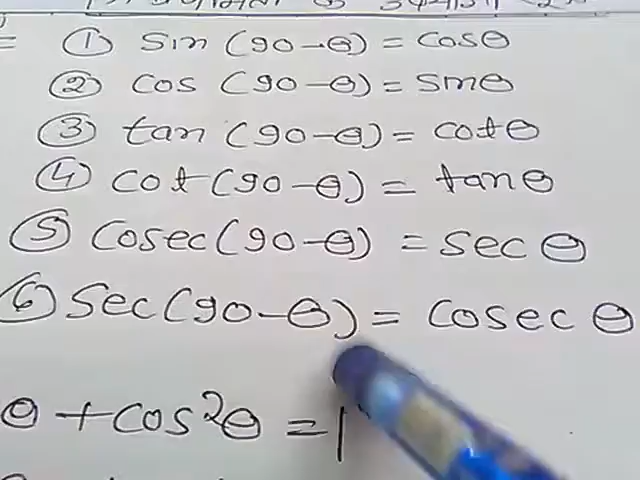 ① sin (90-θ) = cosθ
② cos (90-θ) = sinθ
③ tan (90-θ) = cotθ
④ cot (90-θ) = tanθ
⑤ cosec (90-θ) = sec θ
⑥ sec (90-θ) = cosec θ
θ + cos²θ = 1